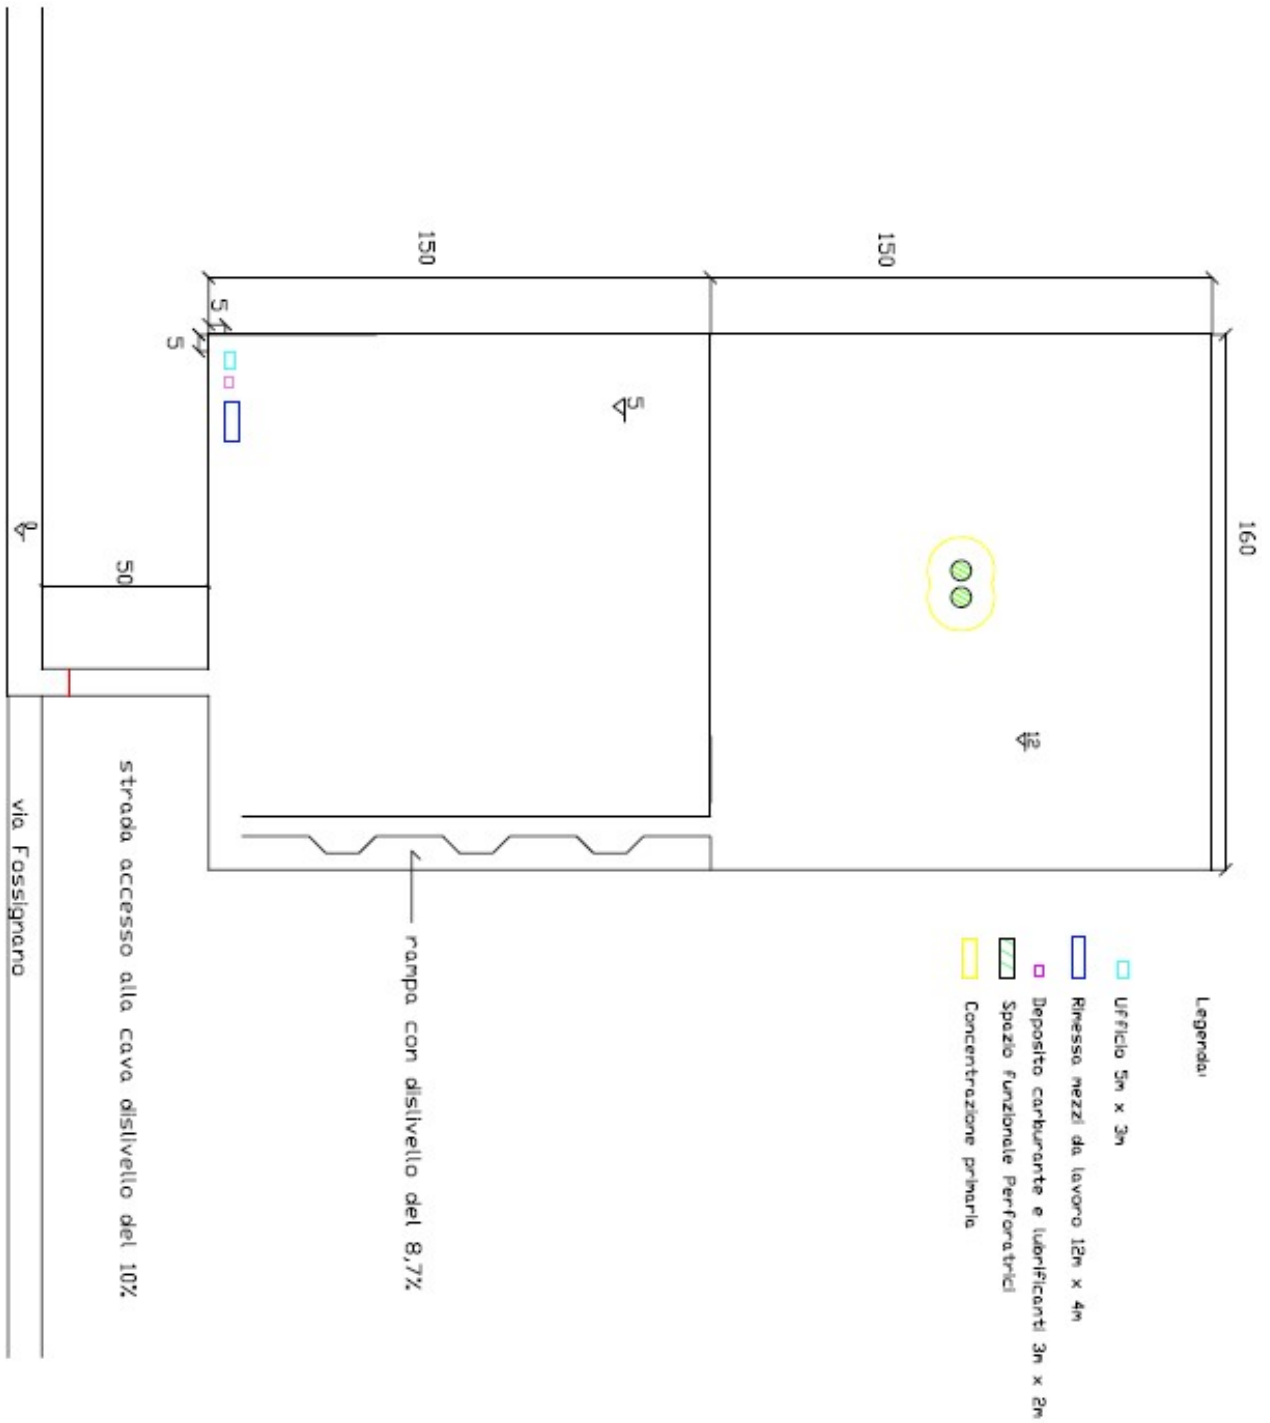 160
150
150
5
5
5
12
0
50
Legenda:
Ufficio 5m x 3m
Rimessa mezzi da lavoro 12m x 4m
Deposito carburante e lubrificanti 3m x 2m
Spazio funzionale Perforatrici
Concentrazione primaria
rampa con dislivello del 8,7%
strada accesso alla cava dislivello del 10%
via Fossignano